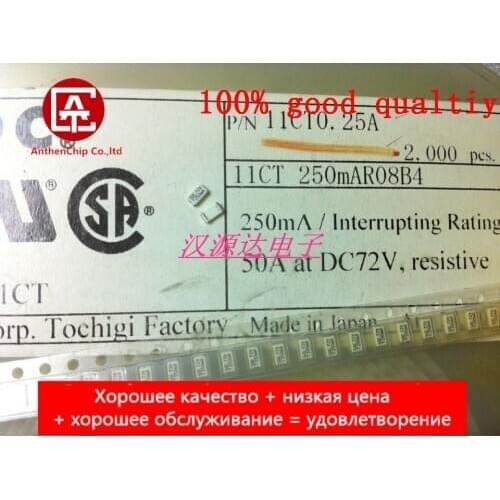 100% good qualtiy
AnthenChip Co.,ltd
P/N 11CT0.25A
2,000 pcs.
11CT 250mAR08B4
250mA / Interrupting Rating
汉源达电子
50A at DC72V, resistive
1CT
orp. Tochigi Factory Made in Japan
Хорошее качество + низкая цена
+ хорошее обслуживание = удовлетворение